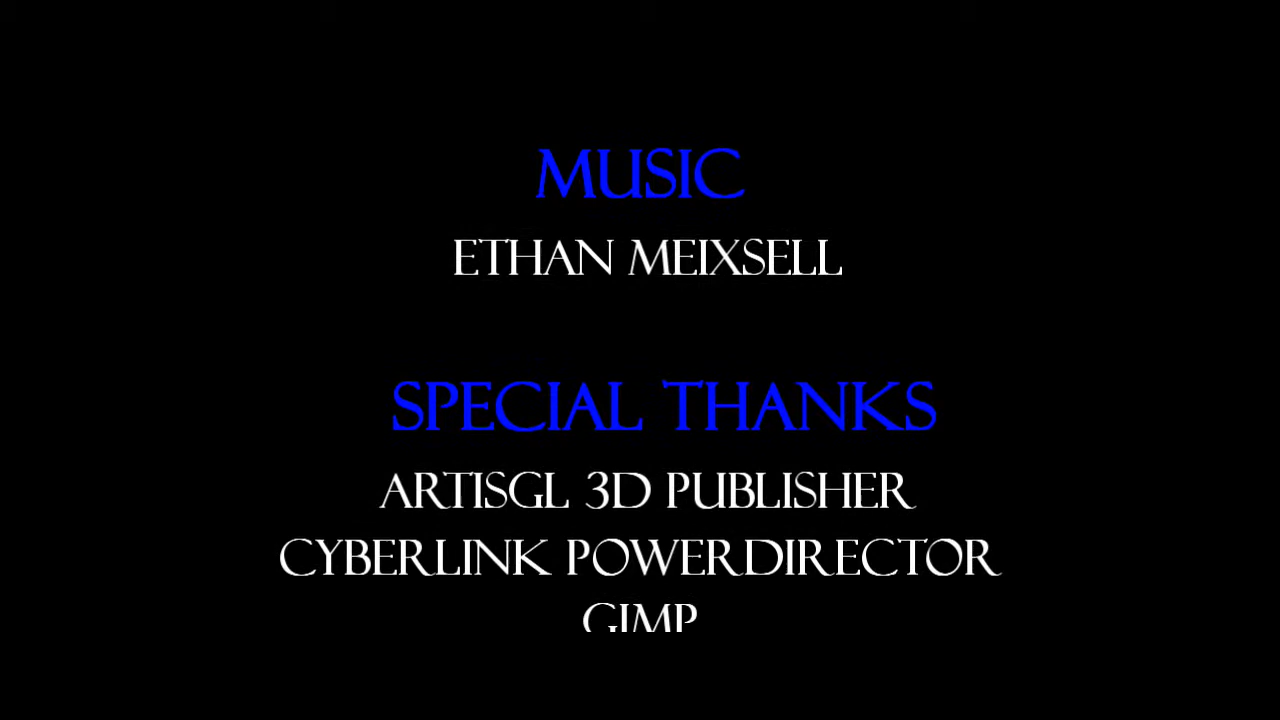 MUSIC
ETHAN MEIXSELL
SPECIAL THANKS
ARTISGL 3D PUBLISHER
CYBERLINK POWERDIRECTOR
GIMP